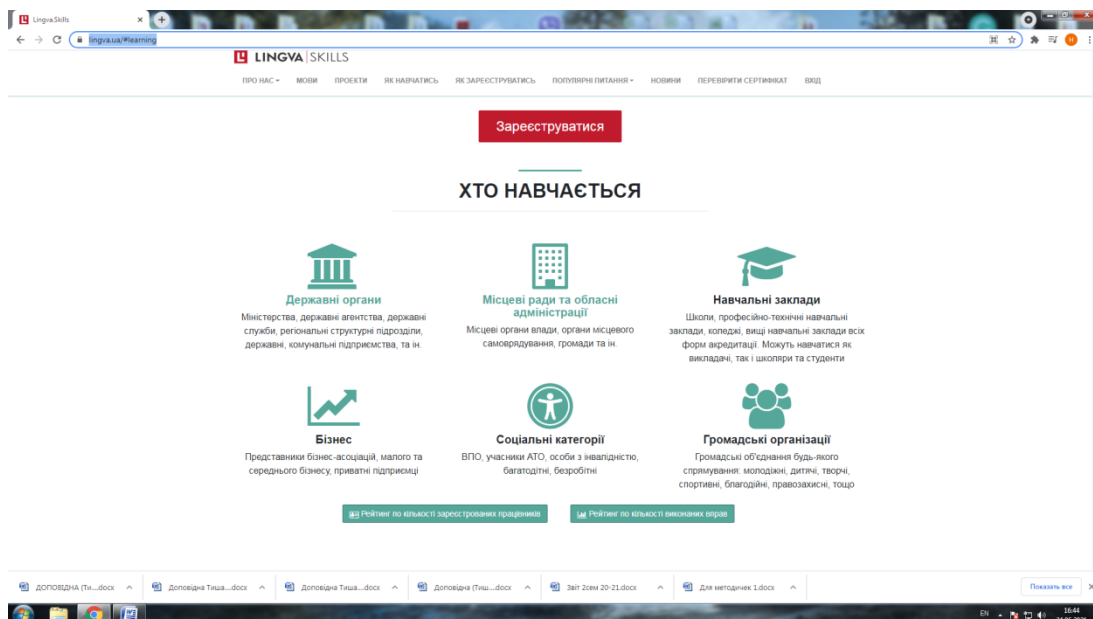 Lingva.Skills
lingva.ua/#learning
LINGVA|SKILLS
ПРО НАС МОВИ ПРОЕКТИ ЯК НАВЧАТИСЬ ЯК ЗАРЕЄСТРУВАТИСЬ ПОПУЛЯРНІ ПИТАННЯ НОВИНИ ПЕРЕВІРИТИ СЕРТИФІКАТ ВХІД
Зареєструватися
ХТО НАВЧАЄТЬСЯ
Державні органи
Міністерства, державні агентства, державні
служби, регіональні структурні підрозділи,
державні, комунальні підприємства, та ін.
Місцеві ради та обласні
адміністрації
Місцеві органи влади, органи місцевого
самоврядування, громади та ін.
Навчальні заклади
Школи, професійно-технічні навчальні
заклади, коледжі, вищі навчальні заклади всіх
форм акредитації. Можуть навчатися як
викладачі, так і школярі та студенти
Бізнес
Представники бізнес-асоціацій, малого та
середнього бізнесу, приватні підприємці
Соціальні категорії
ВПО, учасники АТО, особи з інвалідністю,
багатодітні, безробітні
Громадські організації
Громадські об'єднання будь-якого
спрямування: молодіжні, дитячі, творчі,
спортивні, благодійні, правозахисні, тощо
Рейтинг по кількості зареєстрованих працівників
Рейтинг по кількості виконаних вправ
ДОПОВІДНА (Ти....docx
Доповідна Тиша...docx
Доповідна Тиша...docx
Доповідна (Тиш...docx
Звіт 2сем 20-21.docx
Для методичек 1.docx
Показать все
EN
16:44